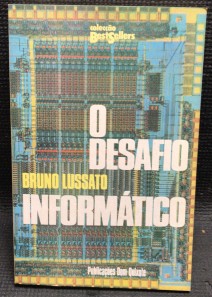 colecção
BestSellers
O
DESAFIO
BRUNO LUSSATO
INFORMÁTICO
Publicações Dom Quixote